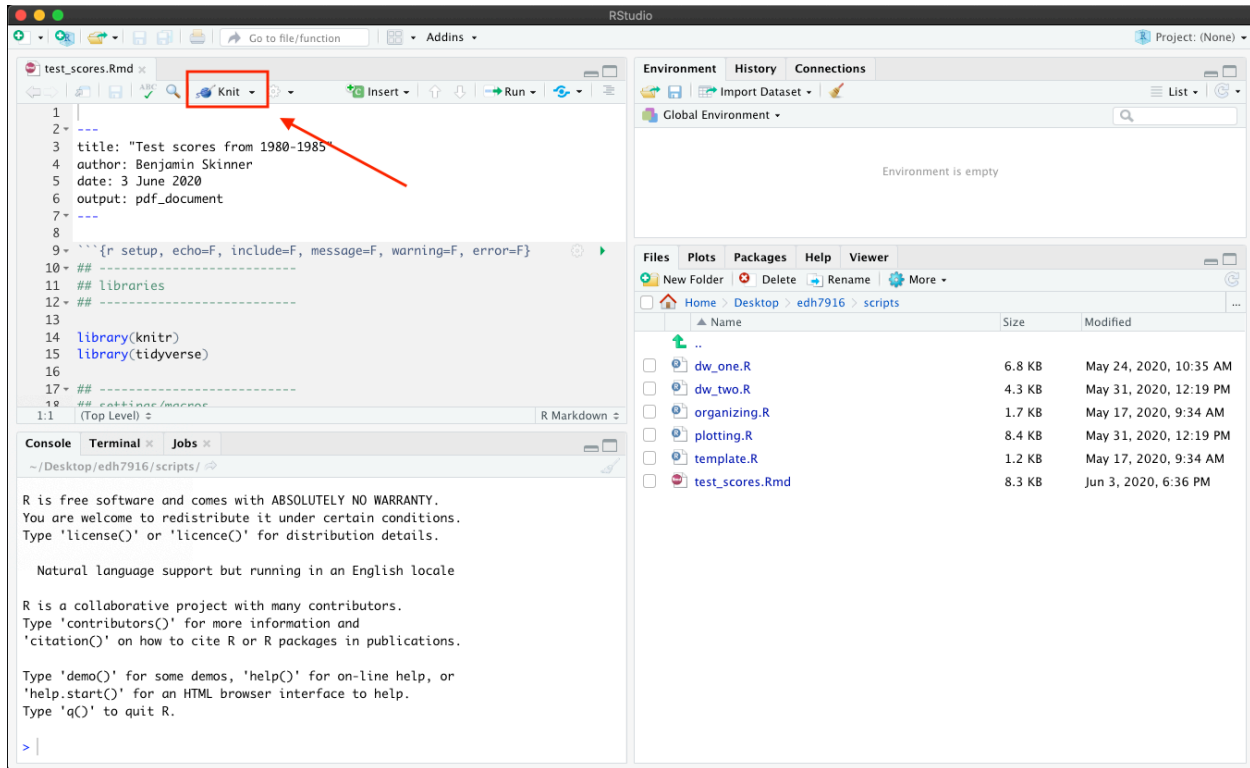 RStudio
Go to file/function Addins Project: (None)
test_scores.Rmd
ABC Knit Insert Run
1
2 ---
3 title: "Test scores from 1980-1985"
4 author: Benjamin Skinner
5 date: 3 June 2020
6 output: pdf_document
7 ---
8
9 ```{r setup, echo=F, include=F, message=F, warning=F, error=F}
10 ## ---------------------------
11 ## libraries
12 ## ---------------------------
13
14 library(knitr)
15 library(tidyverse)
16
17 ## ---------------------------
18 ## settings/macros
1:1 (Top Level) R Markdown
Console Terminal Jobs
~/Desktop/edh7916/scripts/
R is free software and comes with ABSOLUTELY NO WARRANTY.
You are welcome to redistribute it under certain conditions.
Type 'license()' or 'licence()' for distribution details.
Natural language support but running in an English locale
R is a collaborative project with many contributors.
Type 'contributors()' for more information and
'citation()' on how to cite R or R packages in publications.
Type 'demo()' for some demos, 'help()' for on-line help, or
'help.start()' for an HTML browser interface to help.
Type 'q()' to quit R.
>
Environment History Connections
Import Dataset List
Global Environment
Environment is empty
Files Plots Packages Help Viewer
New Folder Delete Rename More
Home > Desktop > edh7916 > scripts ...
Name Size Modified
..
dw_one.R 6.8 KB May 24, 2020, 10:35 AM
dw_two.R 4.3 KB May 31, 2020, 12:19 PM
organizing.R 1.7 KB May 17, 2020, 9:34 AM
plotting.R 8.4 KB May 31, 2020, 12:19 PM
template.R 1.2 KB May 17, 2020, 9:34 AM
test_scores.Rmd 8.3 KB Jun 3, 2020, 6:36 PM